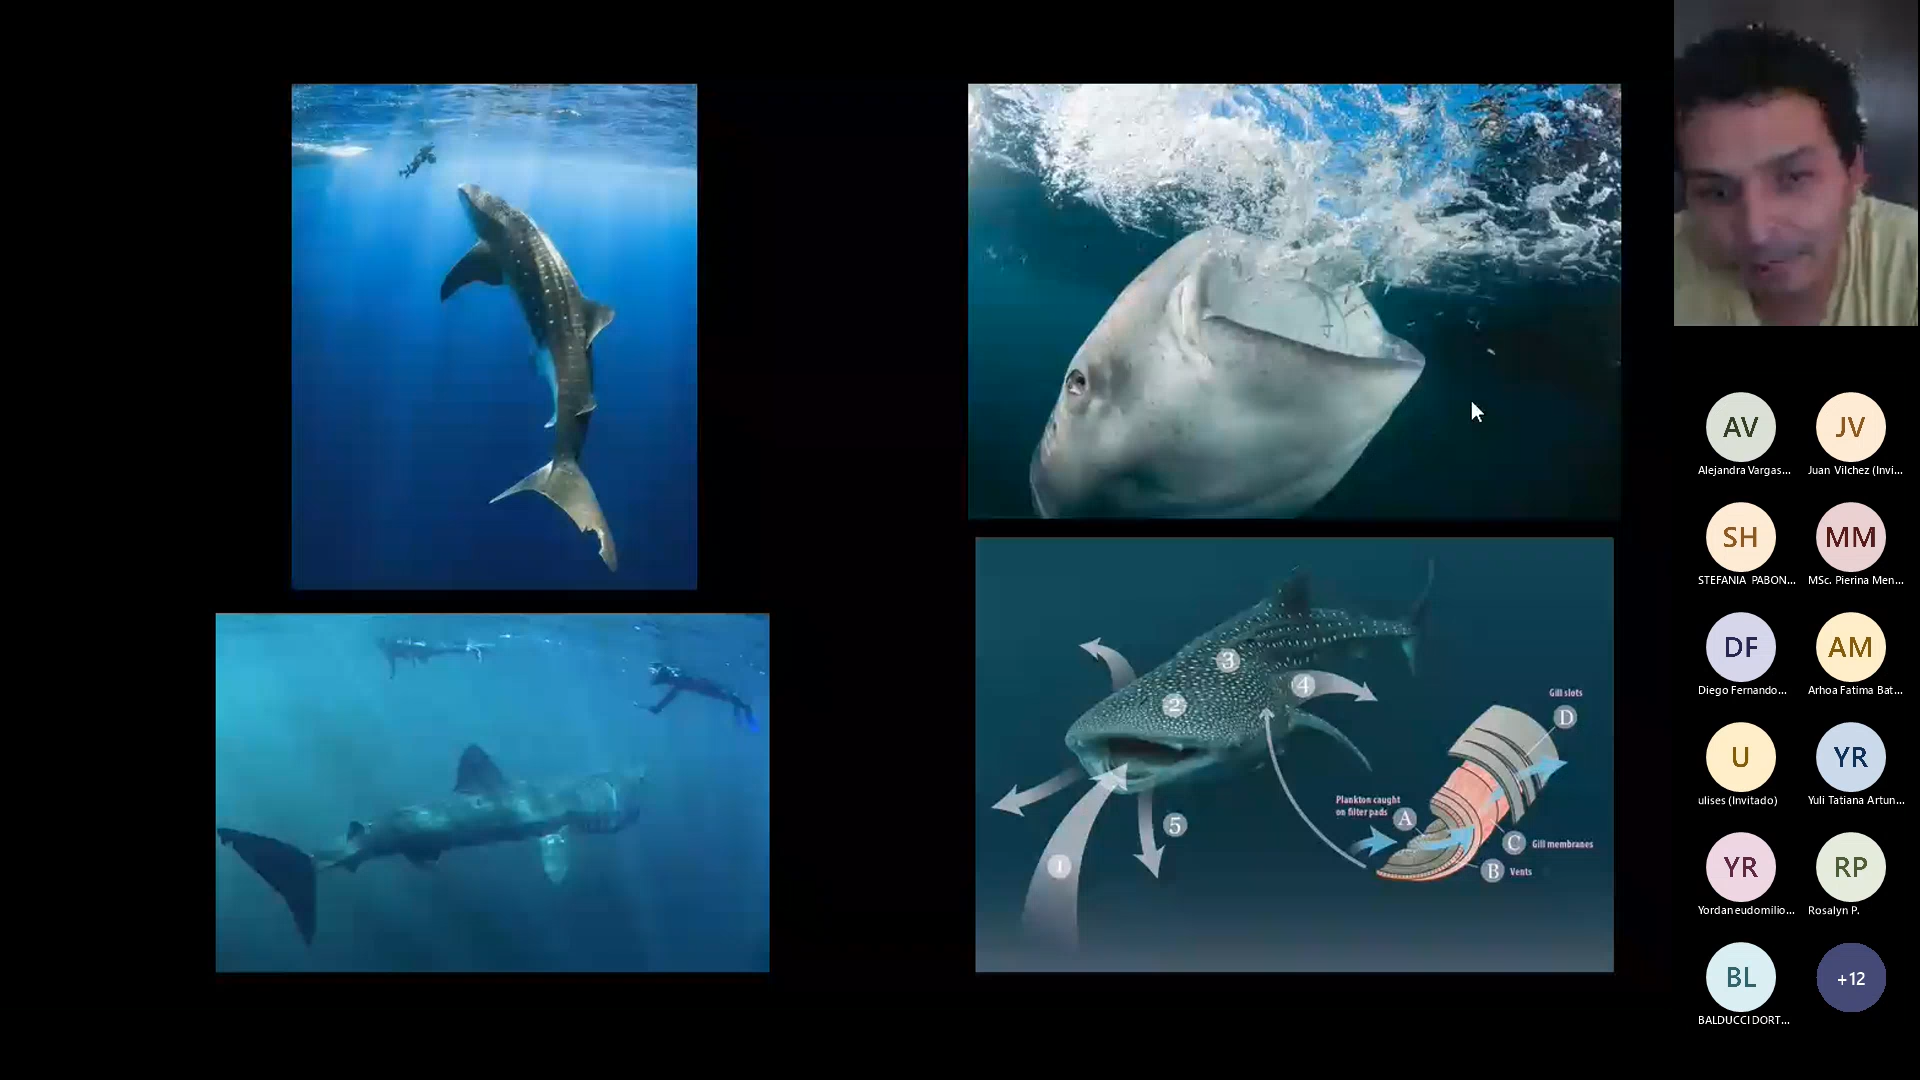 3
4
2
5
1
Gill slots
D
Plankton caught
on filter pads
A
C
Gill membranes
B
Vents
AV
JV
Alejandra Vargas...
Juan Vilchez (Invi...
SH
MM
STEFANIA PABON...
MSc. Pierina Men...
DF
AM
Diego Fernando...
Arhoa Fatima Bat...
U
YR
ulises (Invitado)
Yuli Tatiana Artun...
YR
RP
Yordan eudomilio...
Rosalyn P.
BL
+12
BALDUCCI DORT...